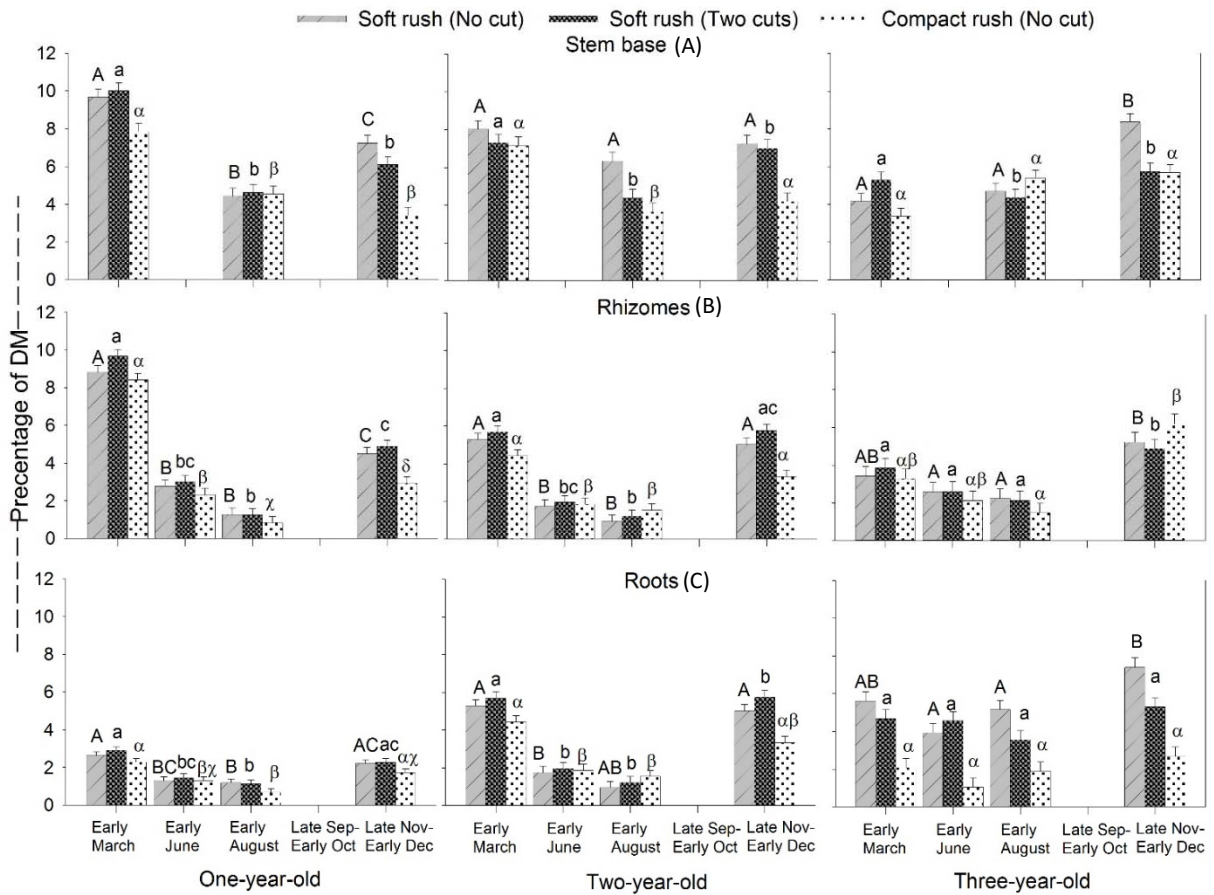 Soft rush (No cut) Soft rush (Two cuts) Compact rush (No cut)
Stem base (A)
12
10
8
6
4
2
0
A a α
B b β
C b β
A a α
A b β
A b α
A a α
A b α
B b α
Rhizomes (B)
12
10
8
6
4
2
0
A a α
B bc β
B b χ
C c δ
A a α
B bc β
B b β
A ac α
AB a αβ
A a αβ
A a α
B b β
Roots (C)
12
10
8
6
4
2
0
A a α
BC bc βχ
B b β
AC ac αχ
A a α
B b β
AB b β
A b αβ
AB a α
A a α
A a α
B a α
Precentage of DM
Early March Early June Early August Late Sep-Early Oct Late Nov-Early Dec
Early March Early June Early August Late Sep-Early Oct Late Nov-Early Dec
Early March Early June Early August Late Sep-Early Oct Late Nov-Early Dec
One-year-old Two-year-old Three-year-old